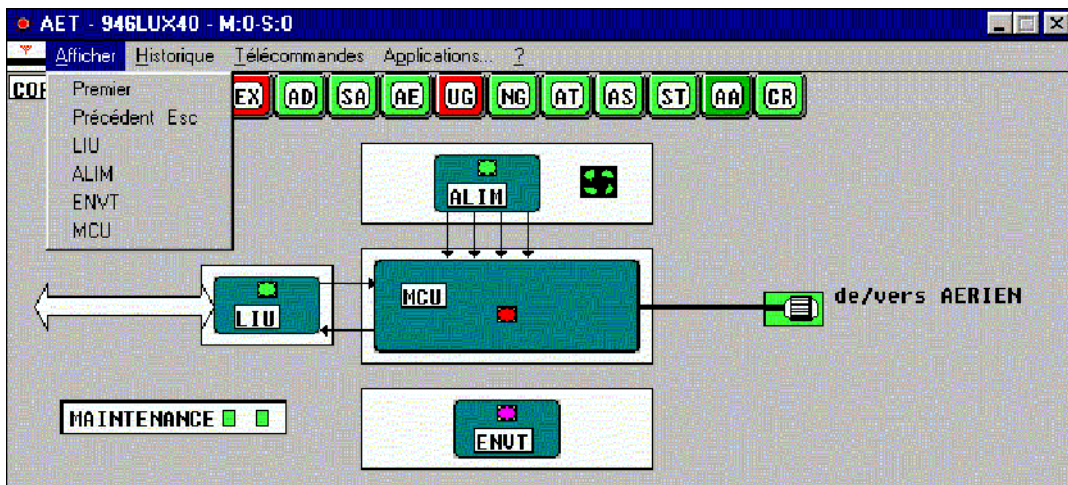 AET - 946LUX40 - M:0-S:0
Afficher Historique Télécommandes Applications... ?
Premier
Précédent Esc
LIU
ALIM
ENVT
MCU
EX AD SA AE UG NG AT AS ST AA CR
ALIM
MCU
LIU
de/vers AERIEN
MAINTENANCE
ENVT